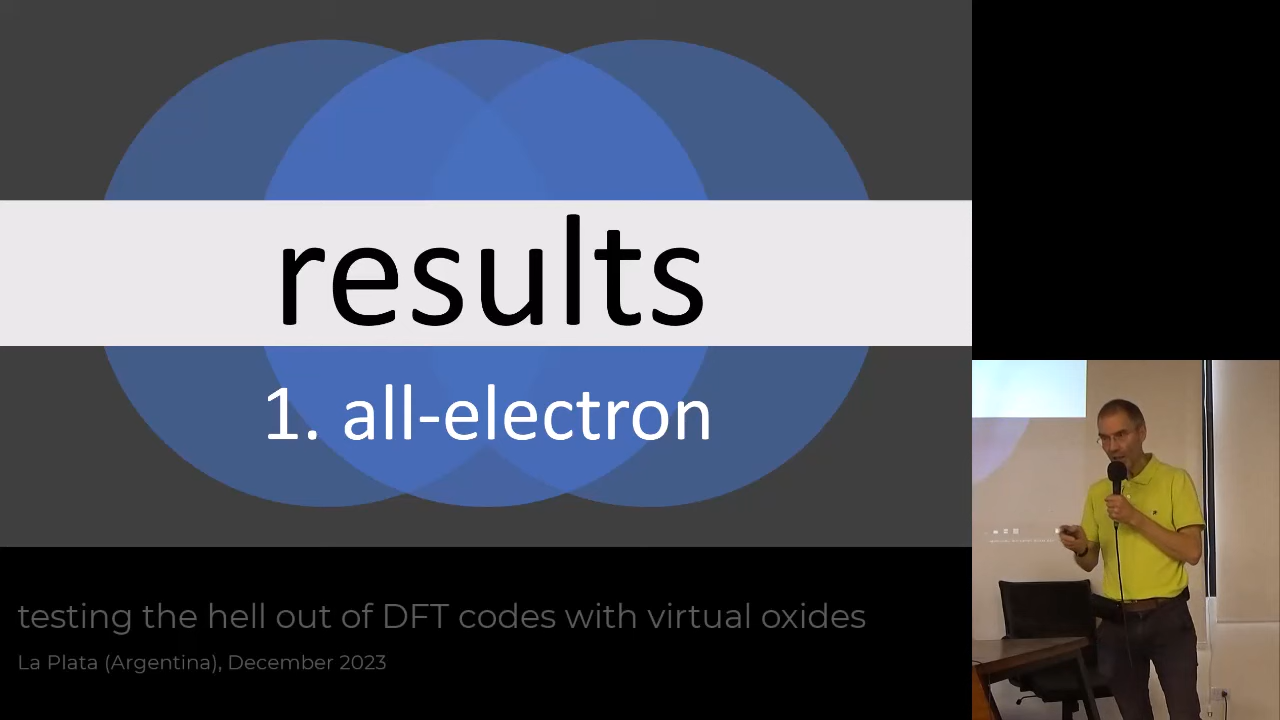 results
1. all-electron
testing the hell out of DFT codes with virtual oxides
La Plata (Argentina), December 2023